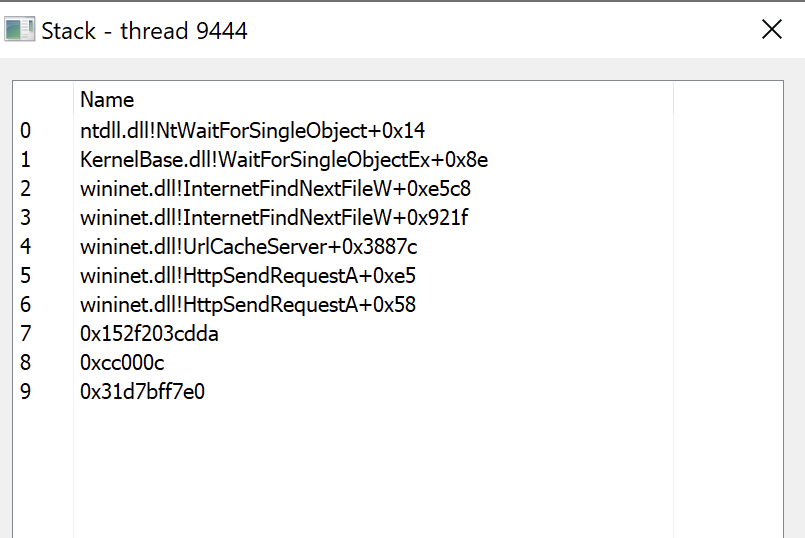 Stack - thread 9444
Name
0 ntdll.dll!NtWaitForSingleObject+0x14
1 KernelBase.dll!WaitForSingleObjectEx+0x8e
2 wininet.dll!InternetFindNextFileW+0xe5c8
3 wininet.dll!InternetFindNextFileW+0x921f
4 wininet.dll!UrlCacheServer+0x3887c
5 wininet.dll!HttpSendRequestA+0xe5
6 wininet.dll!HttpSendRequestA+0x58
7 0x152f203cdda
8 0xcc000c
9 0x31d7bff7e0